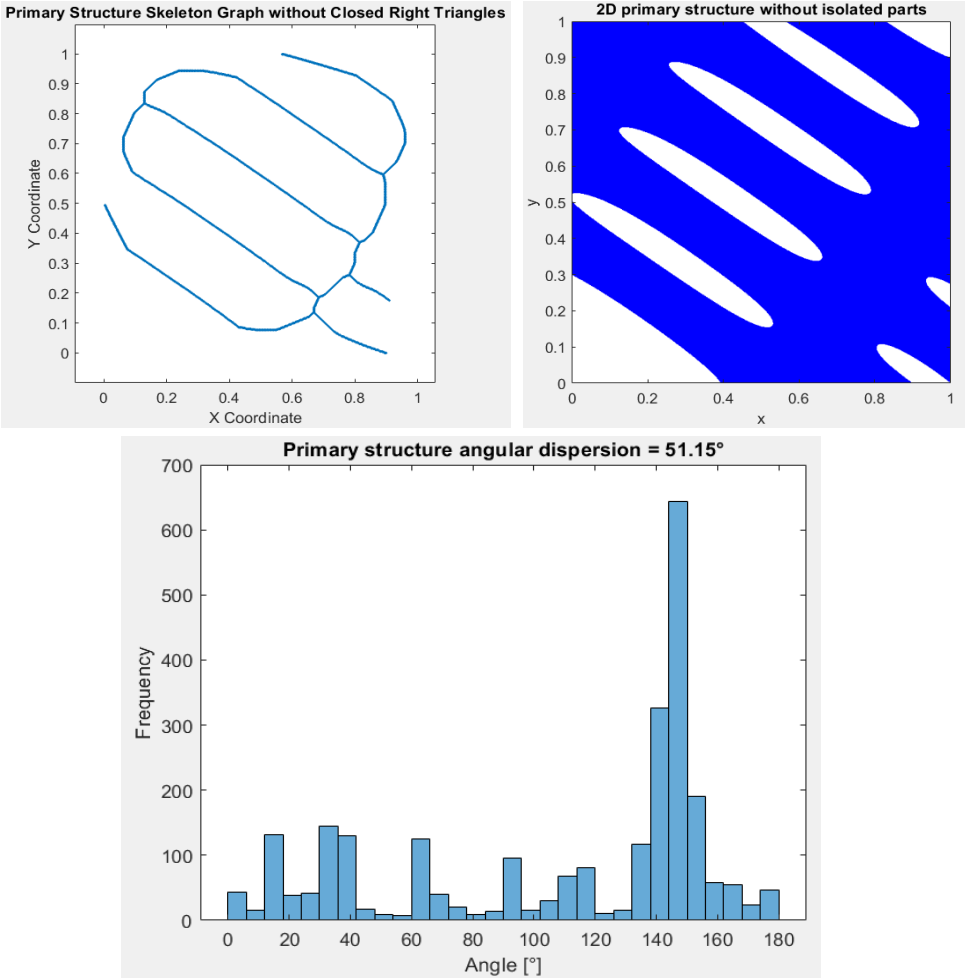 Primary Structure Skeleton Graph without Closed Right Triangles
1
0.9
0.8
0.7
0.6
0.5
0.4
0.3
0.2
0.1
0
Y Coordinate
0 0.2 0.4 0.6 0.8 1
X Coordinate
2D primary structure without isolated parts
1
0.9
0.8
0.7
0.6
0.5
0.4
0.3
0.2
0.1
0
y
0 0.2 0.4 0.6 0.8 1
x
Primary structure angular dispersion = 51.15°
700
600
500
400
300
200
100
0
Frequency
0 20 40 60 80 100 120 140 160 180
Angle [°]